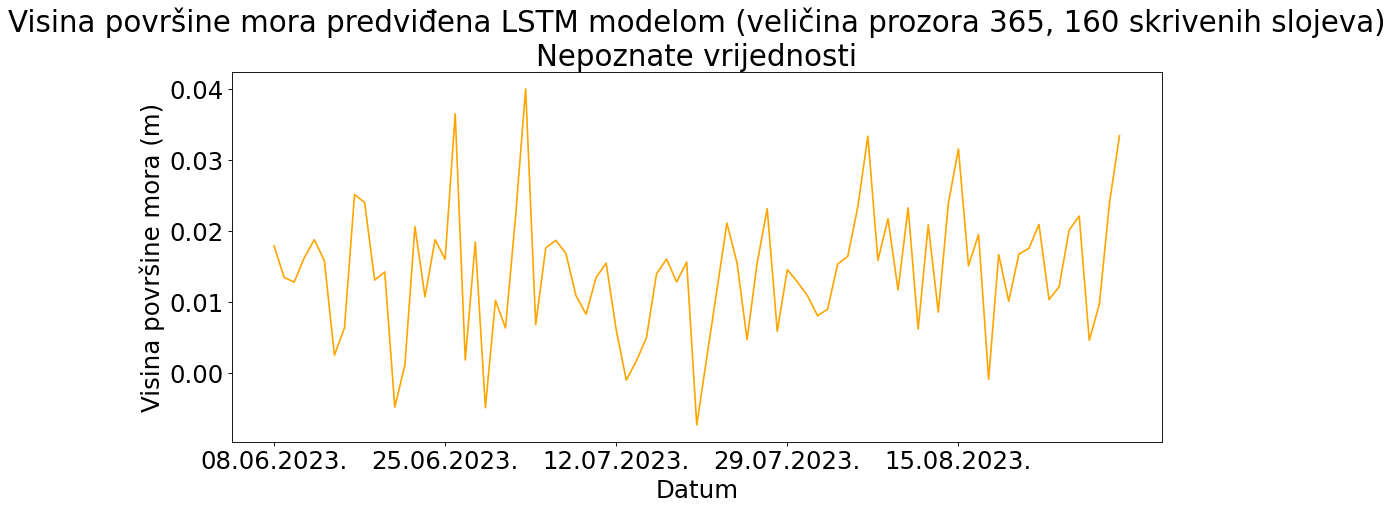 Visina površine mora predviđena LSTM modelom (veličina prozora 365, 160 skrivenih slojeva)
Nepoznate vrijednosti
Visina površine mora (m)
0.04
0.03
0.02
0.01
0.00
08.06.2023. 25.06.2023. 12.07.2023. 29.07.2023. 15.08.2023.
Datum